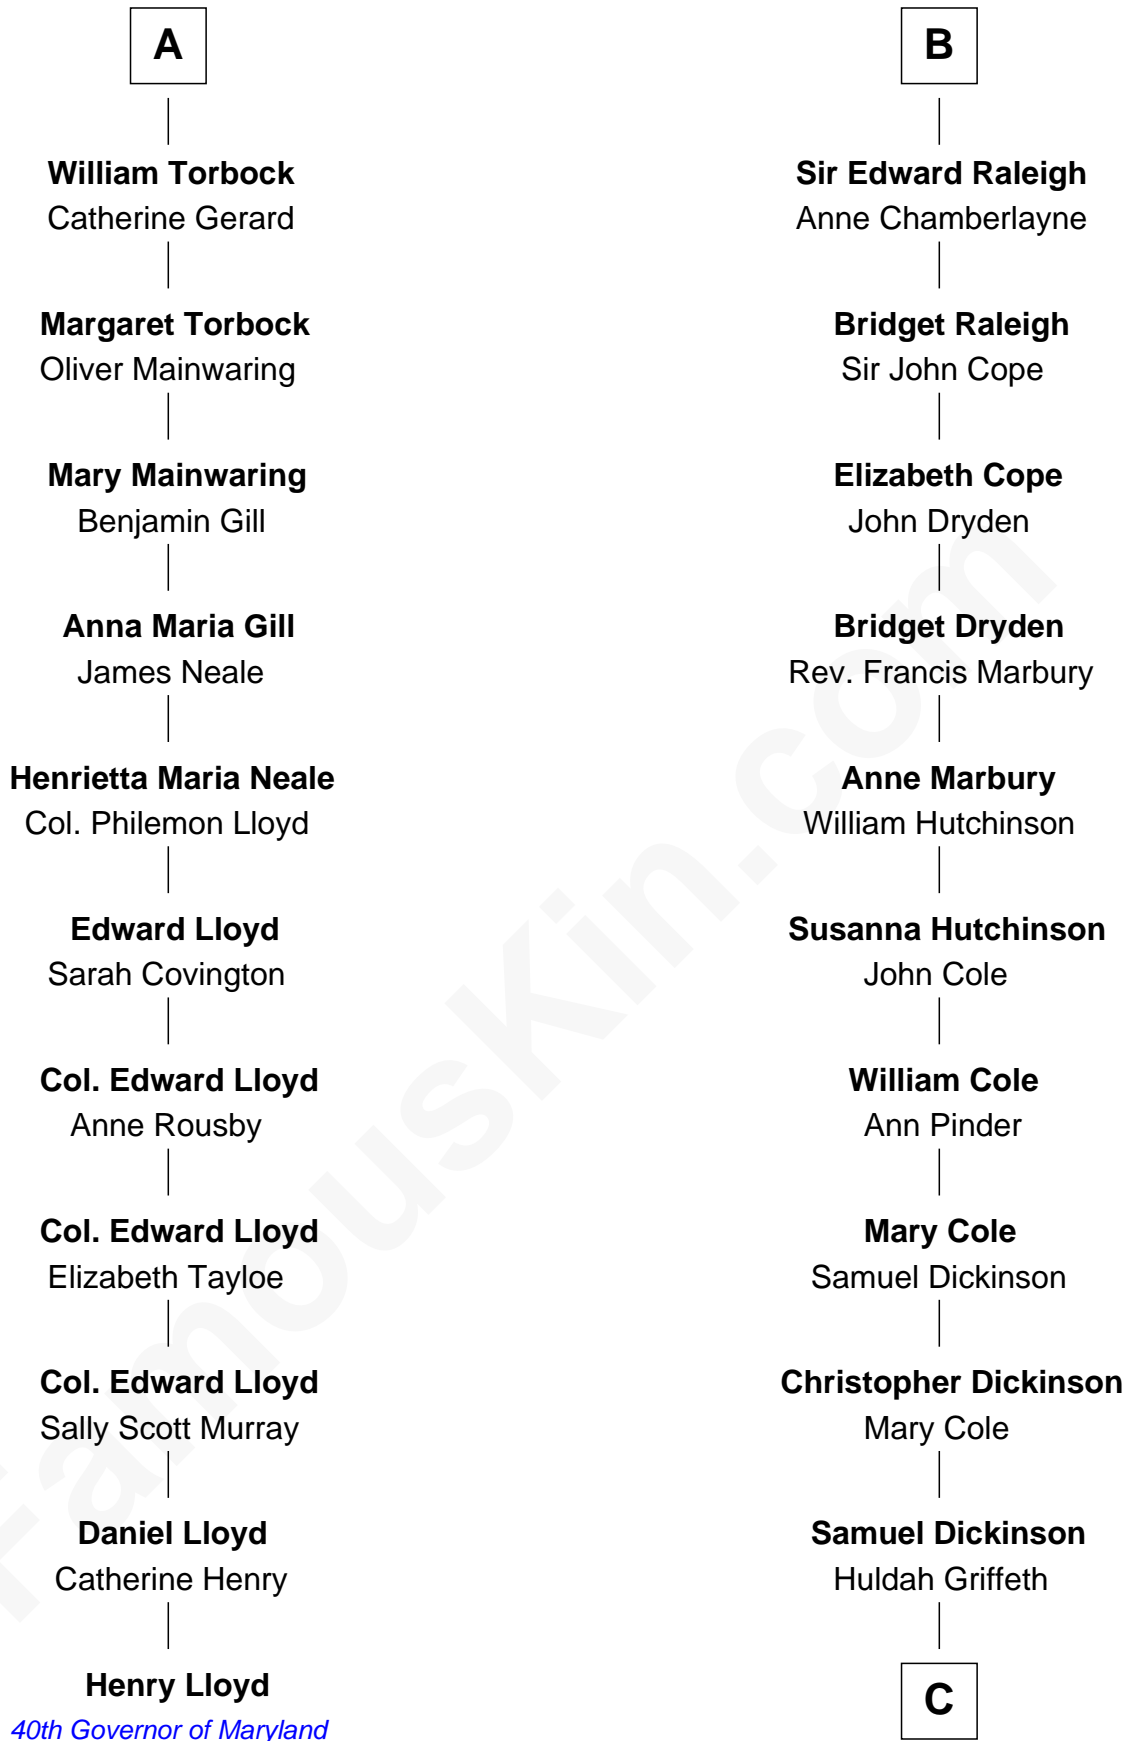 A
William Torbock
Catherine Gerard
Margaret Torbock
Oliver Mainwaring
Mary Mainwaring
Benjamin Gill
Anna Maria Gill
James Neale
Henrietta Maria Neale
Col. Philemon Lloyd
Edward Lloyd
Sarah Covington
Col. Edward Lloyd
Anne Rousby
Col. Edward Lloyd
Elizabeth Tayloe
Col. Edward Lloyd
Sally Scott Murray
Daniel Lloyd
Catherine Henry
Henry Lloyd
40th Governor of Maryland
B
Sir Edward Raleigh
Anne Chamberlayne
Bridget Raleigh
Sir John Cope
Elizabeth Cope
John Dryden
Bridget Dryden
Rev. Francis Marbury
Anne Marbury
William Hutchinson
Susanna Hutchinson
John Cole
William Cole
Ann Pinder
Mary Cole
Samuel Dickinson
Christopher Dickinson
Mary Cole
Samuel Dickinson
Huldah Griffeth
C
FamousKin.com